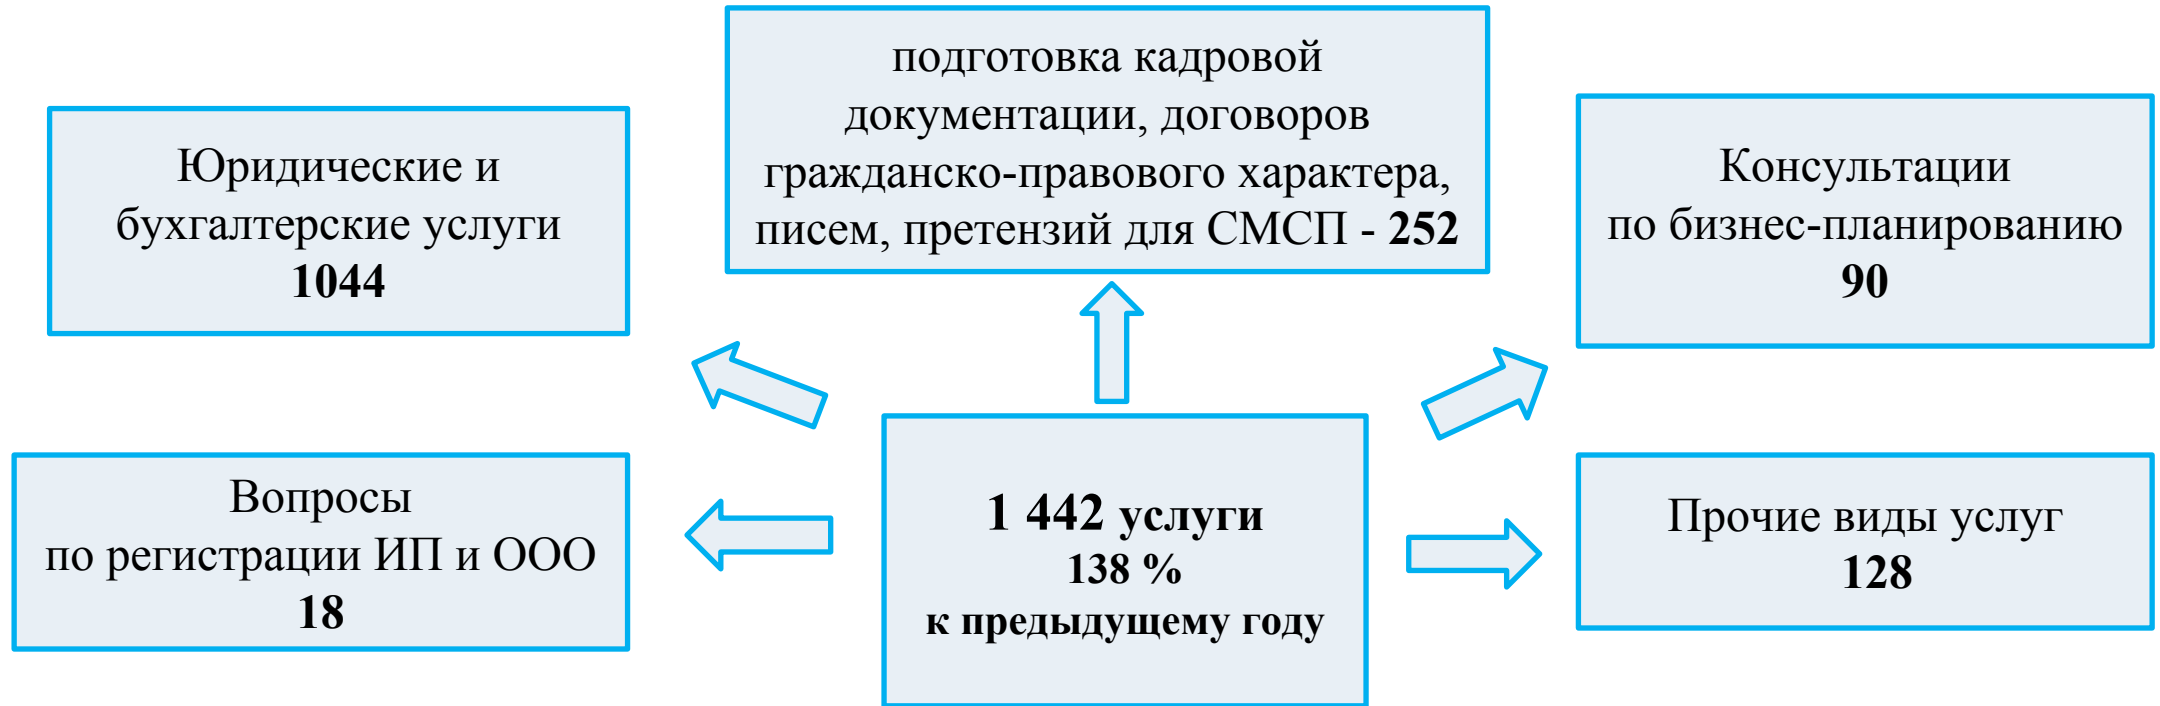 подготовка кадровой
документации, договоров
гражданско-правового характера,
писем, претензий для СМСП - 252
Юридические и
бухгалтерские услуги
1044
Консультации
по бизнес-планированию
90
Вопросы
по регистрации ИП и ООО
18
1 442 услуги
138 %
к предыдущему году
Прочие виды услуг
128